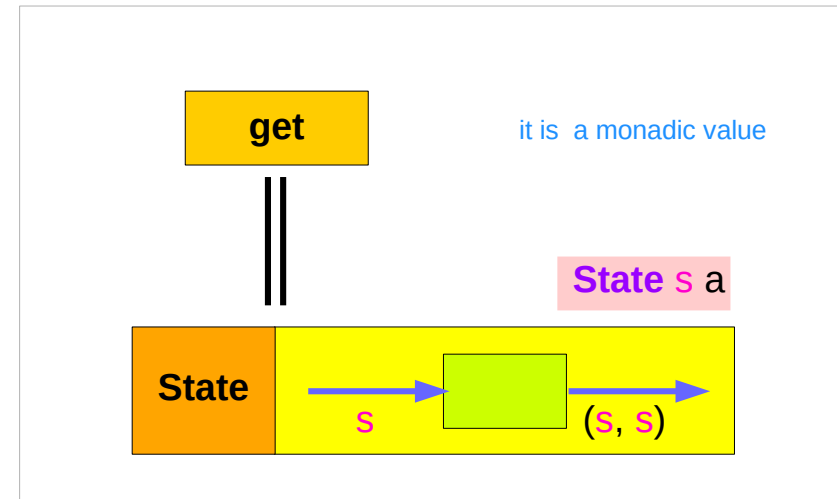 get
it is a monadic value
State s a
State
s
(s, s)